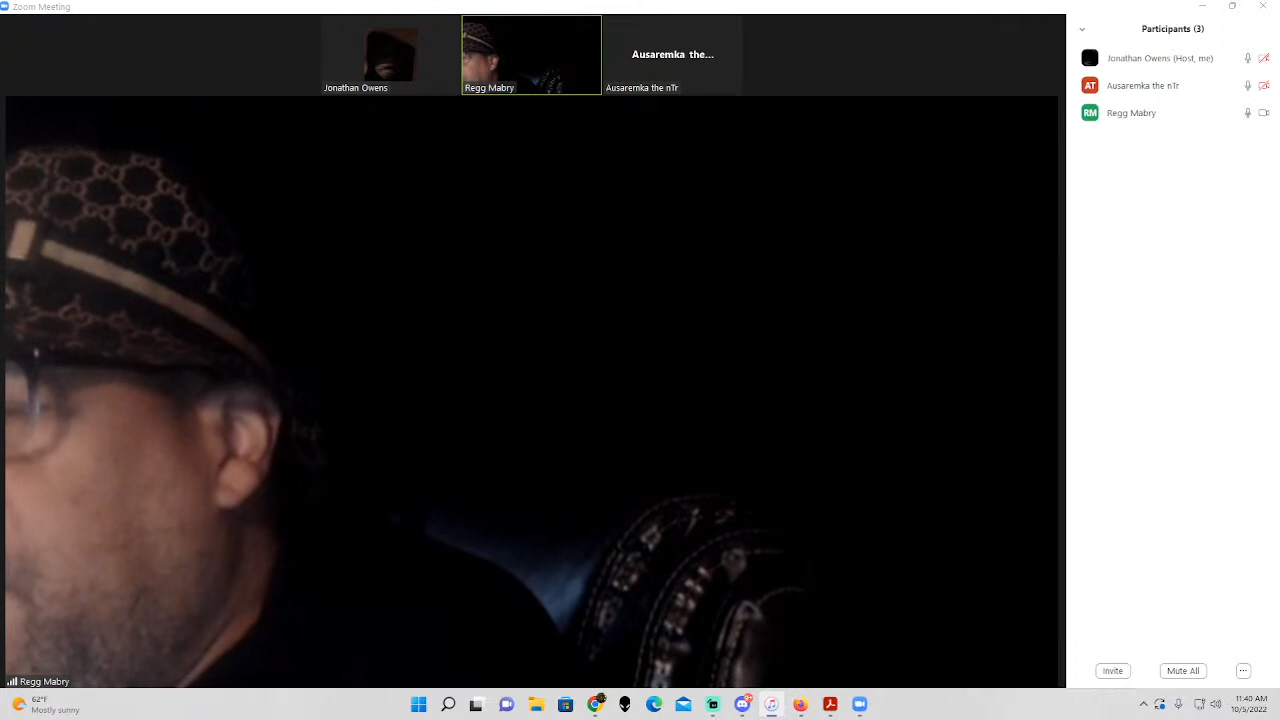 Zoom Meeting
Jonathan Owens
Regg Mabry
Ausaremka the...
Ausaremka the nTr
Participants (3)
Jonathan Owens (Host, me)
AT
Ausaremka the nTr
RM
Regg Mabry
Regg Mabry
Invite
Mute All
...
62°F
Mostly sunny
11:40 AM
10/5/2022